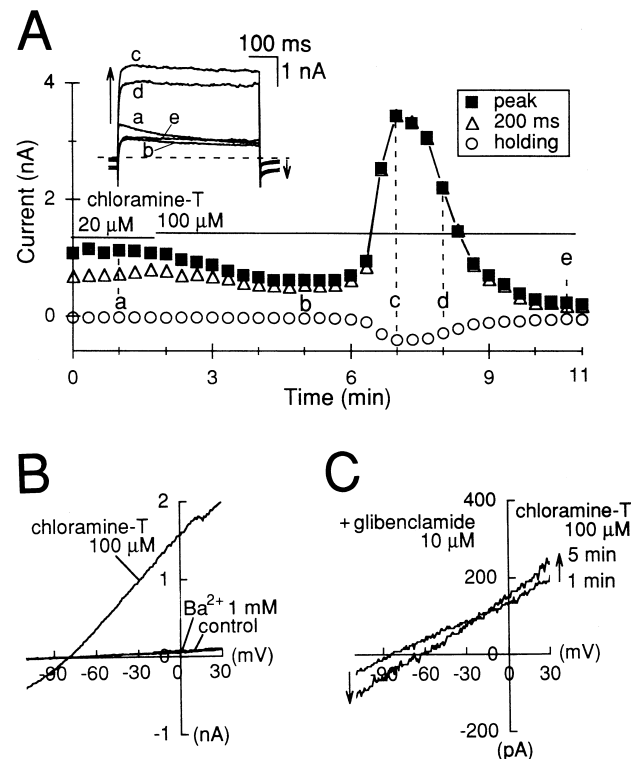 A
100 ms
1 nA
c
d
a
e
b
4
2
0
Current (nA)
peak
200 ms
holding
chloramine-T
20 µM 100 µM
a b c d e
0 3 6 9 11
Time (min)
B
2
1
0
-1
chloramine-T
100 µM
Ba2+ 1 mM
control
(mV)
-90 -60 -30 30
(nA)
C
400
200
0
-200
+ glibenclamide
10 µM
chloramine-T
100 µM
5 min
1 min
(mV)
-90 -60 -30 0 30
(pA)